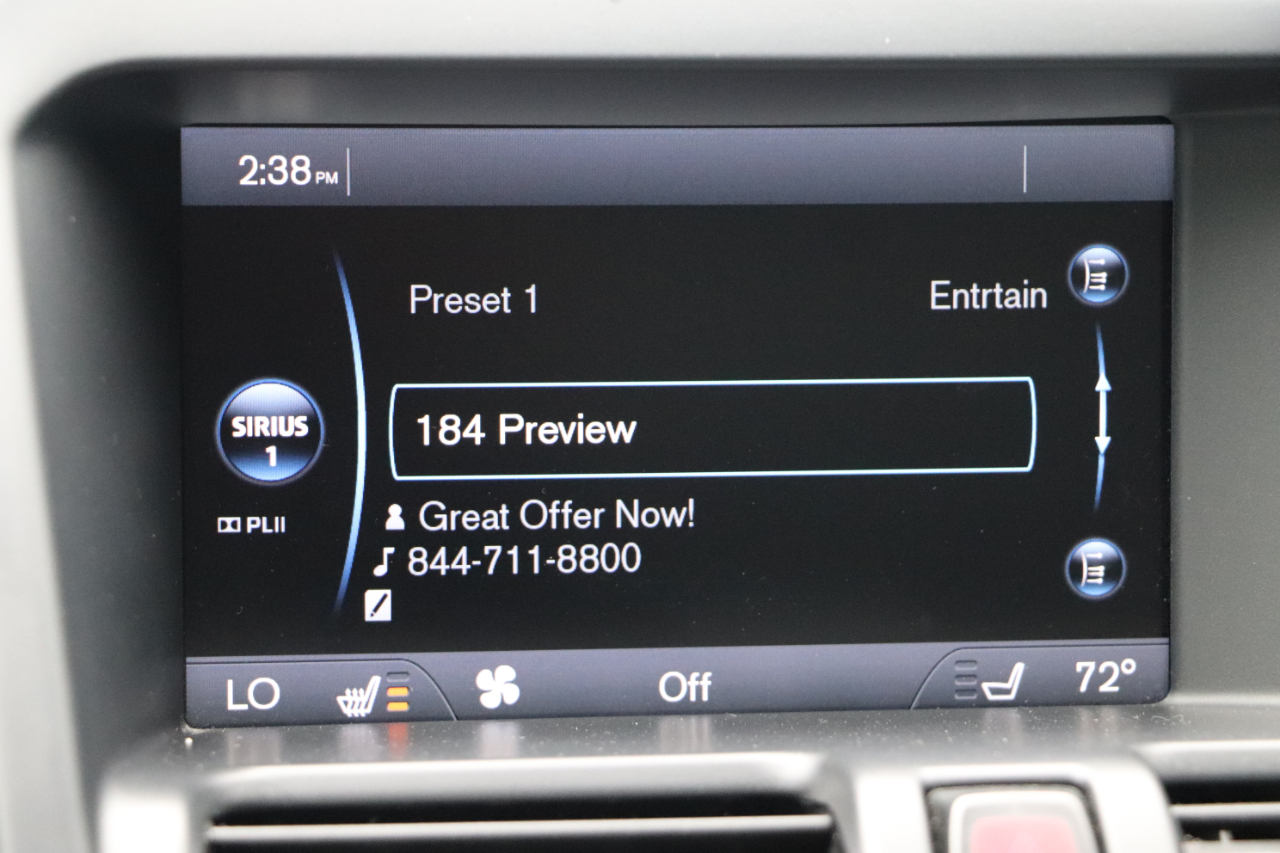 2:38 PM
Preset 1
Entrtain
184 Preview
SIRIUS
1
PLII
Great Offer Now!
844-711-8800
LO
Off
72°